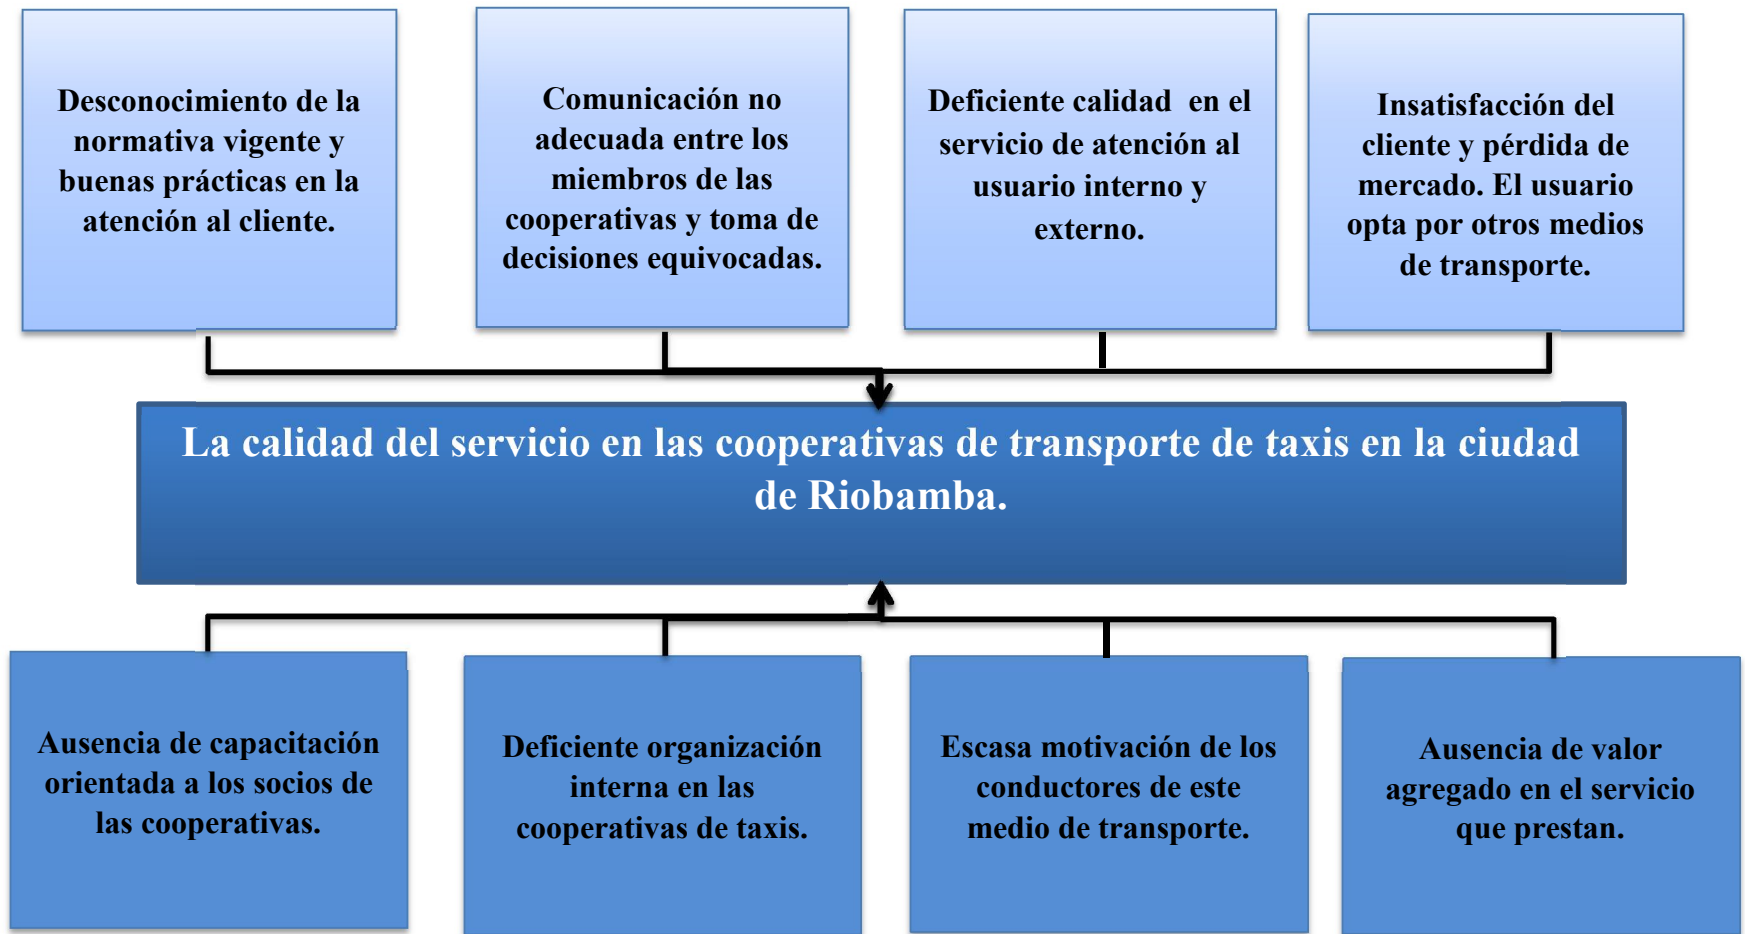 Desconocimiento de la
normativa vigente y
buenas prácticas en la
atención al cliente.
Comunicación no
adecuada entre los
miembros de las
cooperativas y toma de
decisiones equivocadas.
Deficiente calidad en el
servicio de atención al
usuario interno y
externo.
Insatisfacción del
cliente y pérdida de
mercado. El usuario
opta por otros medios
de transporte.
La calidad del servicio en las cooperativas de transporte de taxis en la ciudad
de Riobamba.
Ausencia de capacitación
orientada a los socios de
las cooperativas.
Deficiente organización
interna en las
cooperativas de taxis.
Escasa motivación de los
conductores de este
medio de transporte.
Ausencia de valor
agregado en el servicio
que prestan.